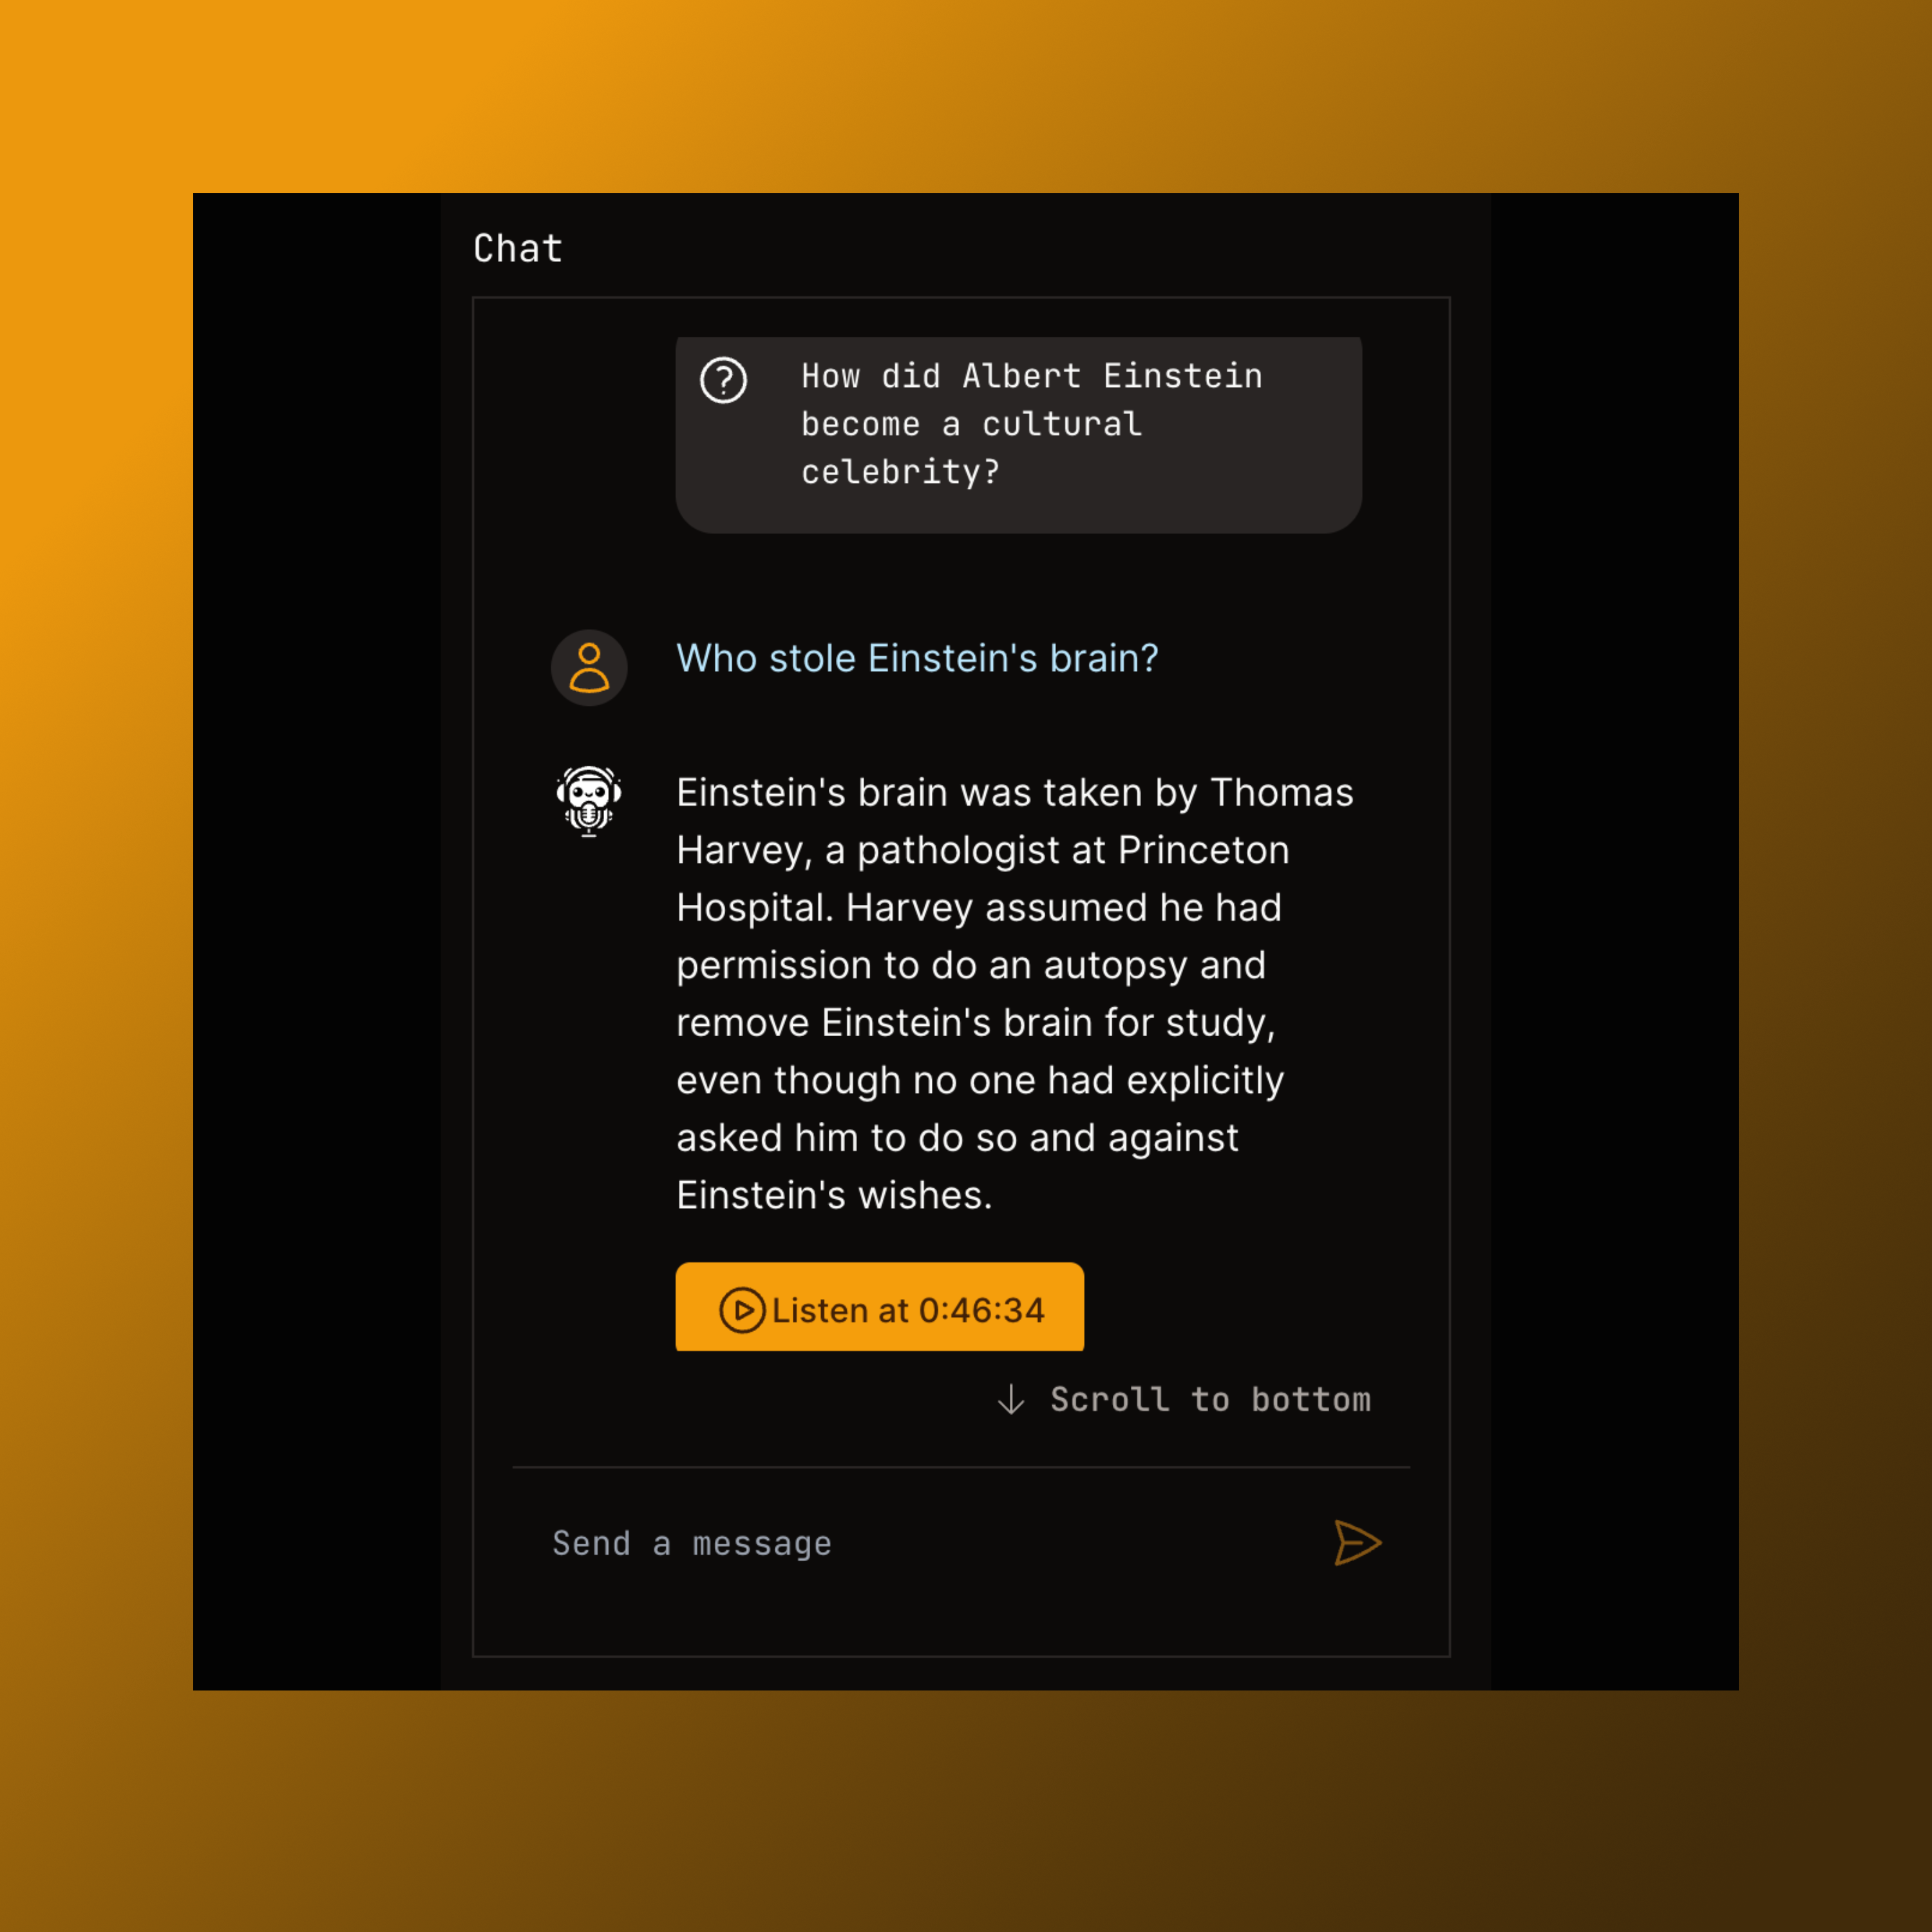 Chat
How did Albert Einstein
become a cultural
celebrity?
Who stole Einstein's brain?
Einstein's brain was taken by Thomas
Harvey, a pathologist at Princeton
Hospital. Harvey assumed he had
permission to do an autopsy and
remove Einstein's brain for study,
even though no one had explicitly
asked him to do so and against
Einstein's wishes.
Listen at 0:46:34
Scroll to bottom
Send a message